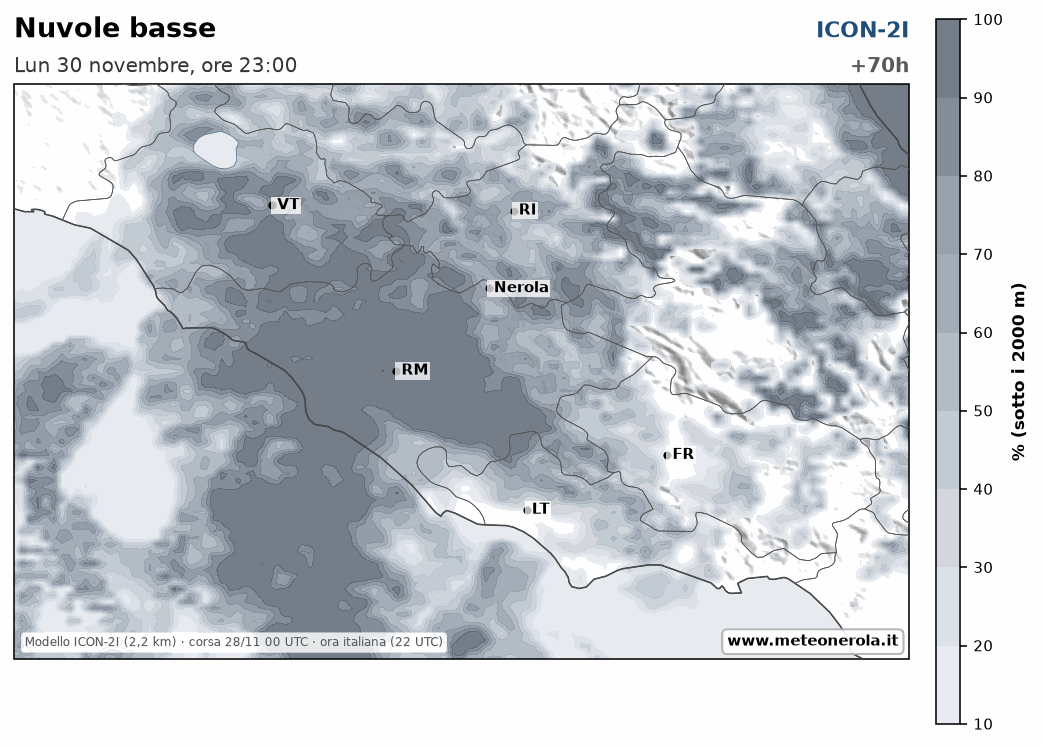 Nuvole basse
ICON-2I
Lun 30 novembre, ore 23:00
+70h
100
90
80
70
60
50
40
30
20
10
% (sotto i 2000 m)
VT
RI
Nerola
RM
FR
LT
Modello ICON-2I (2,2 km) · corsa 28/11 00 UTC · ora italiana (22 UTC)
www.meteonerola.it